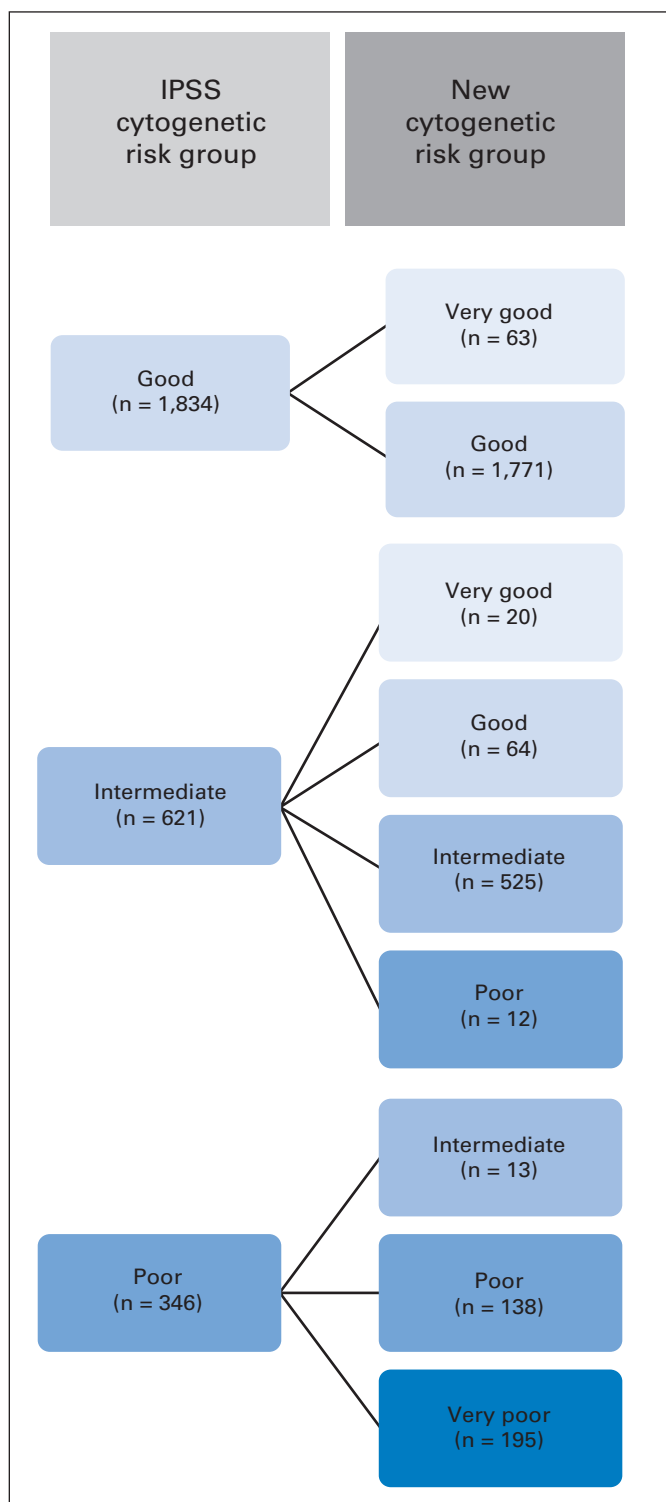 IPSS
cytogenetic
risk group
New
cytogenetic
risk group
Good
(n = 1,834)
Very good
(n = 63)
Good
(n = 1,771)
Intermediate
(n = 621)
Very good
(n = 20)
Good
(n = 64)
Intermediate
(n = 525)
Poor
(n = 12)
Poor
(n = 346)
Intermediate
(n = 13)
Poor
(n = 138)
Very poor
(n = 195)